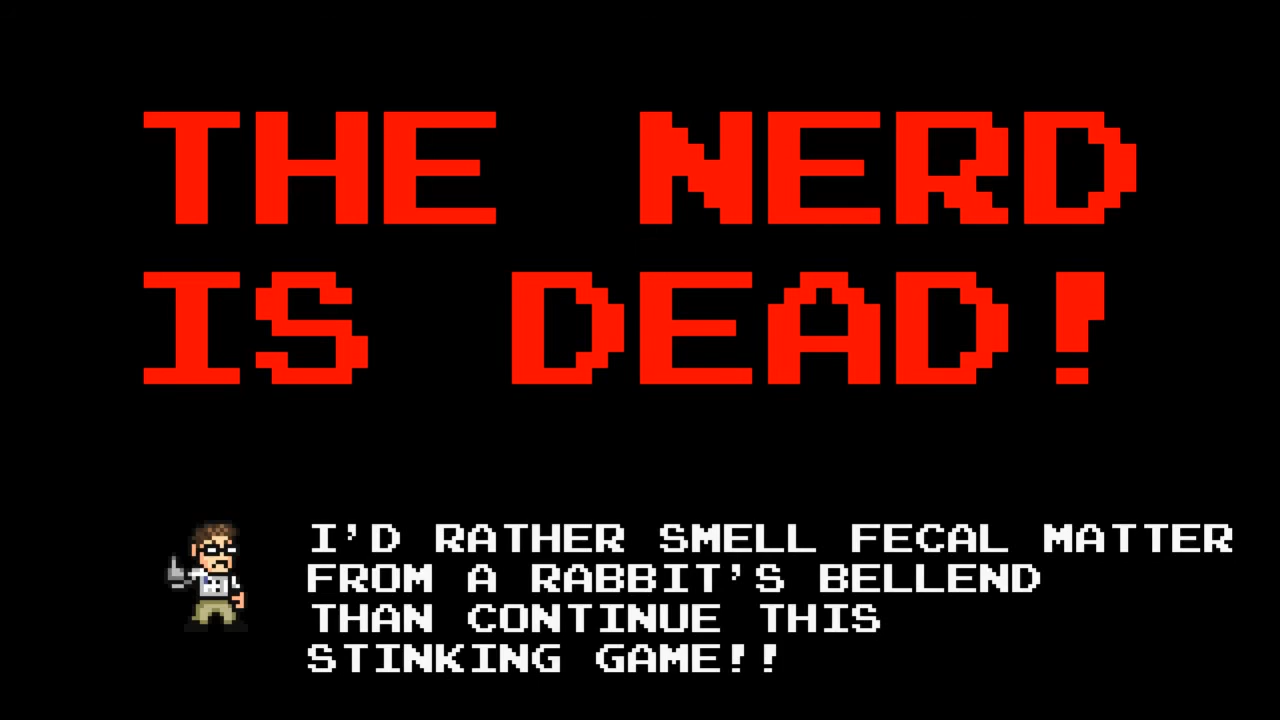 THE NERD
IS DEAD!
I'D RATHER SMELL FECAL MATTER
FROM A RABBIT'S BELLEND
THAN CONTINUE THIS
STINKING GAME!!